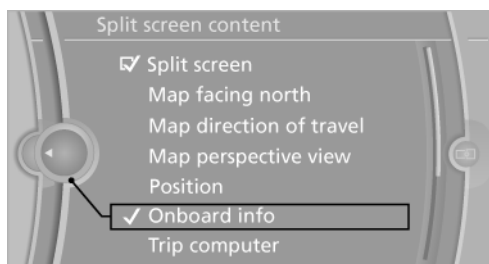 Split screen content
Split screen
Map facing north
Map direction of travel
Map perspective view
Position
Onboard info
Trip computer